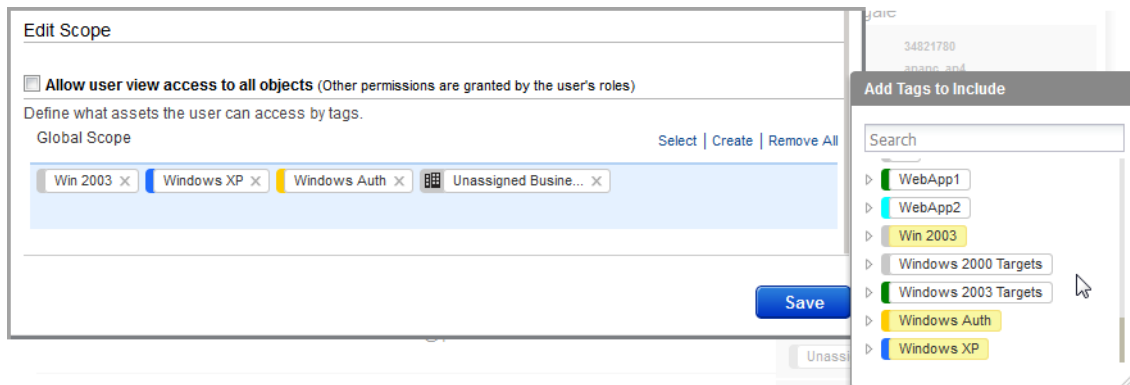 Edit Scope
Allow user view access to all objects (Other permissions are granted by the user's roles)
Define what assets the user can access by tags.
Global Scope
Select | Create | Remove All
Win 2003 Windows XP Windows Auth Unassigned Busine...
Save
34821780
Unassi
Add Tags to Include
Search
WebApp1
WebApp2
Win 2003
Windows 2000 Targets
Windows 2003 Targets
Windows Auth
Windows XP